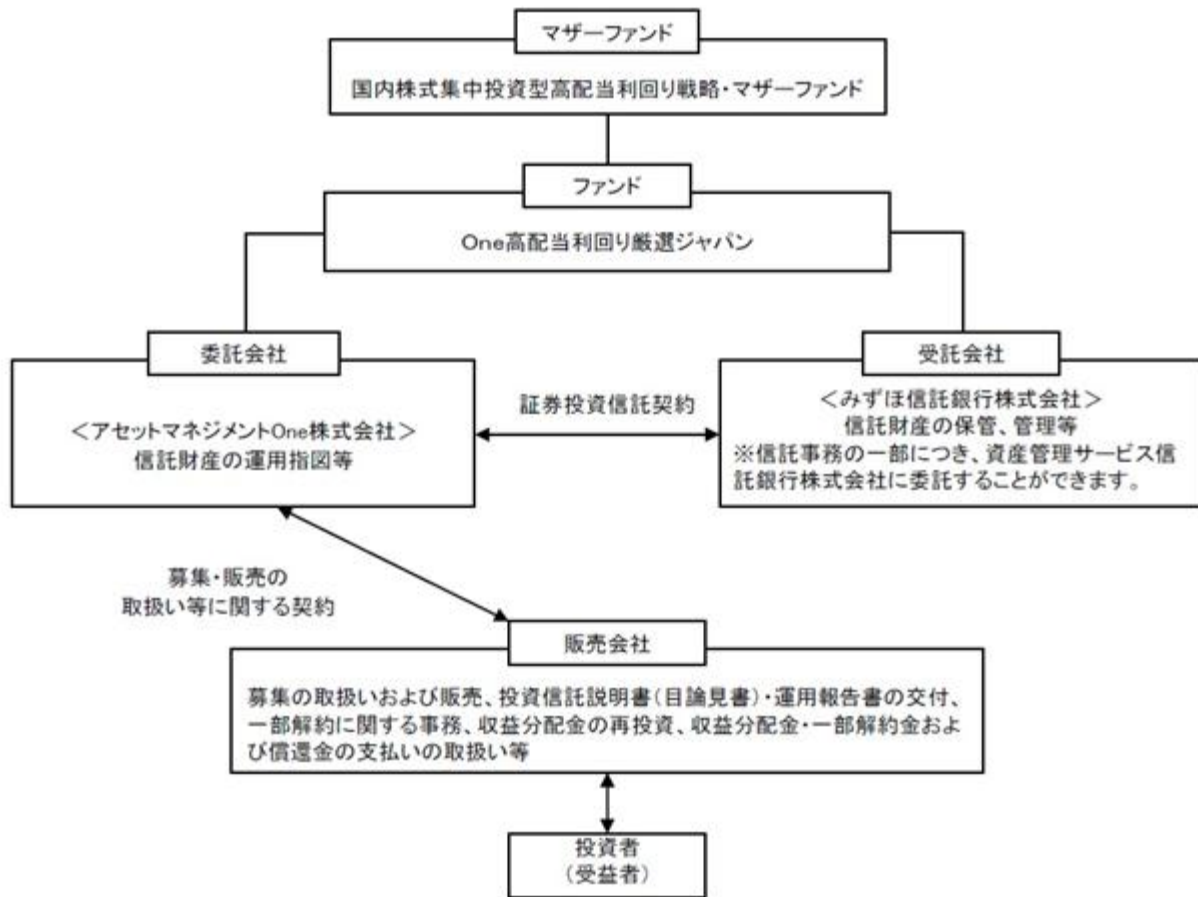 マザーファンド
国内株式集中投資型高配当利回り戦略・マザーファンド
ファンド
One高配当利回り厳選ジャパン
委託会社
<アセットマネジメントOne株式会社>
信託財産の運用指図等
証券投資信託契約
受託会社
<みずほ信託銀行株式会社>
信託財産の保管、管理等
※信託事務の一部につき、資産管理サービス信
託銀行株式会社に委託することができます。
募集・販売の
取扱い等に関する契約
販売会社
募集の取扱いおよび販売、投資信託説明書(目論見書)・運用報告書の交付、
一部解約に関する事務、収益分配金の再投資、収益分配金・一部解約金およ
び償還金の支払いの取扱い等
投資者
(受益者)